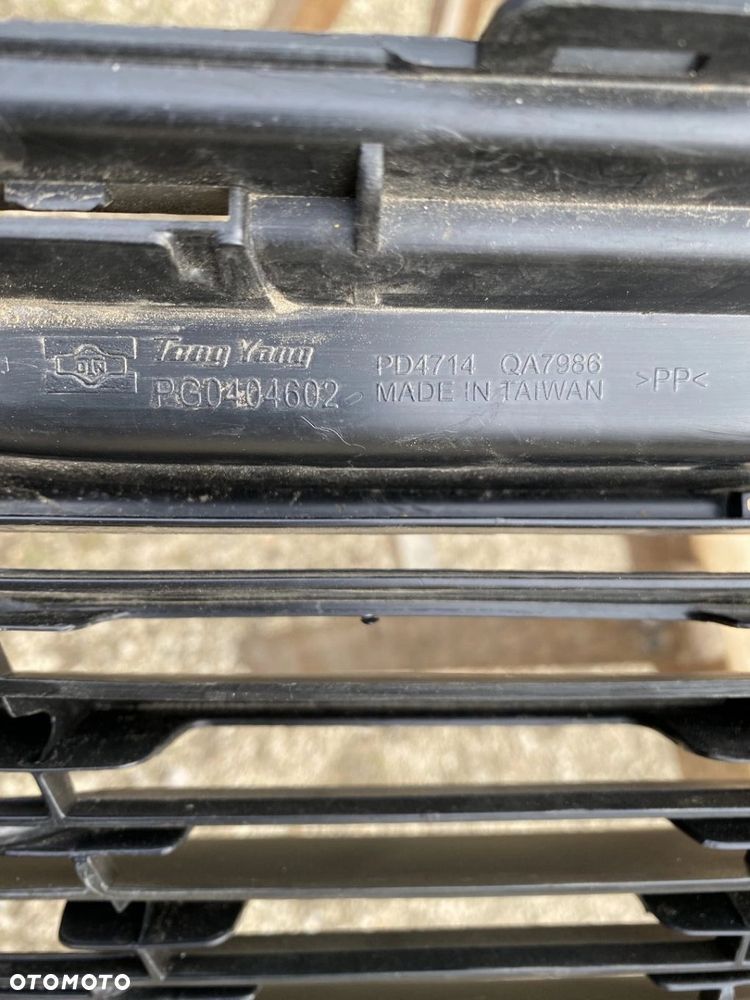 Tong Yang
PG0404602
PD4714 QA7986
MADE IN TAIWAN
>PP<
OTOMOTO